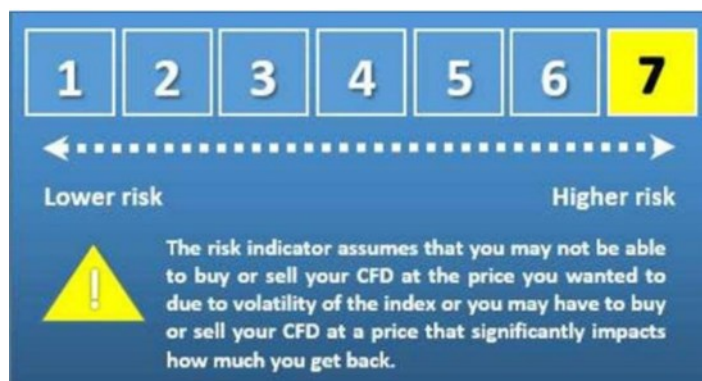 1 2 3 4 5 6 7
Lower risk Higher risk
!
The risk indicator assumes that you may not be able
to buy or sell your CFD at the price you wanted to
due to volatility of the index or you may have to buy
or sell your CFD at a price that significantly impacts
how much you get back.